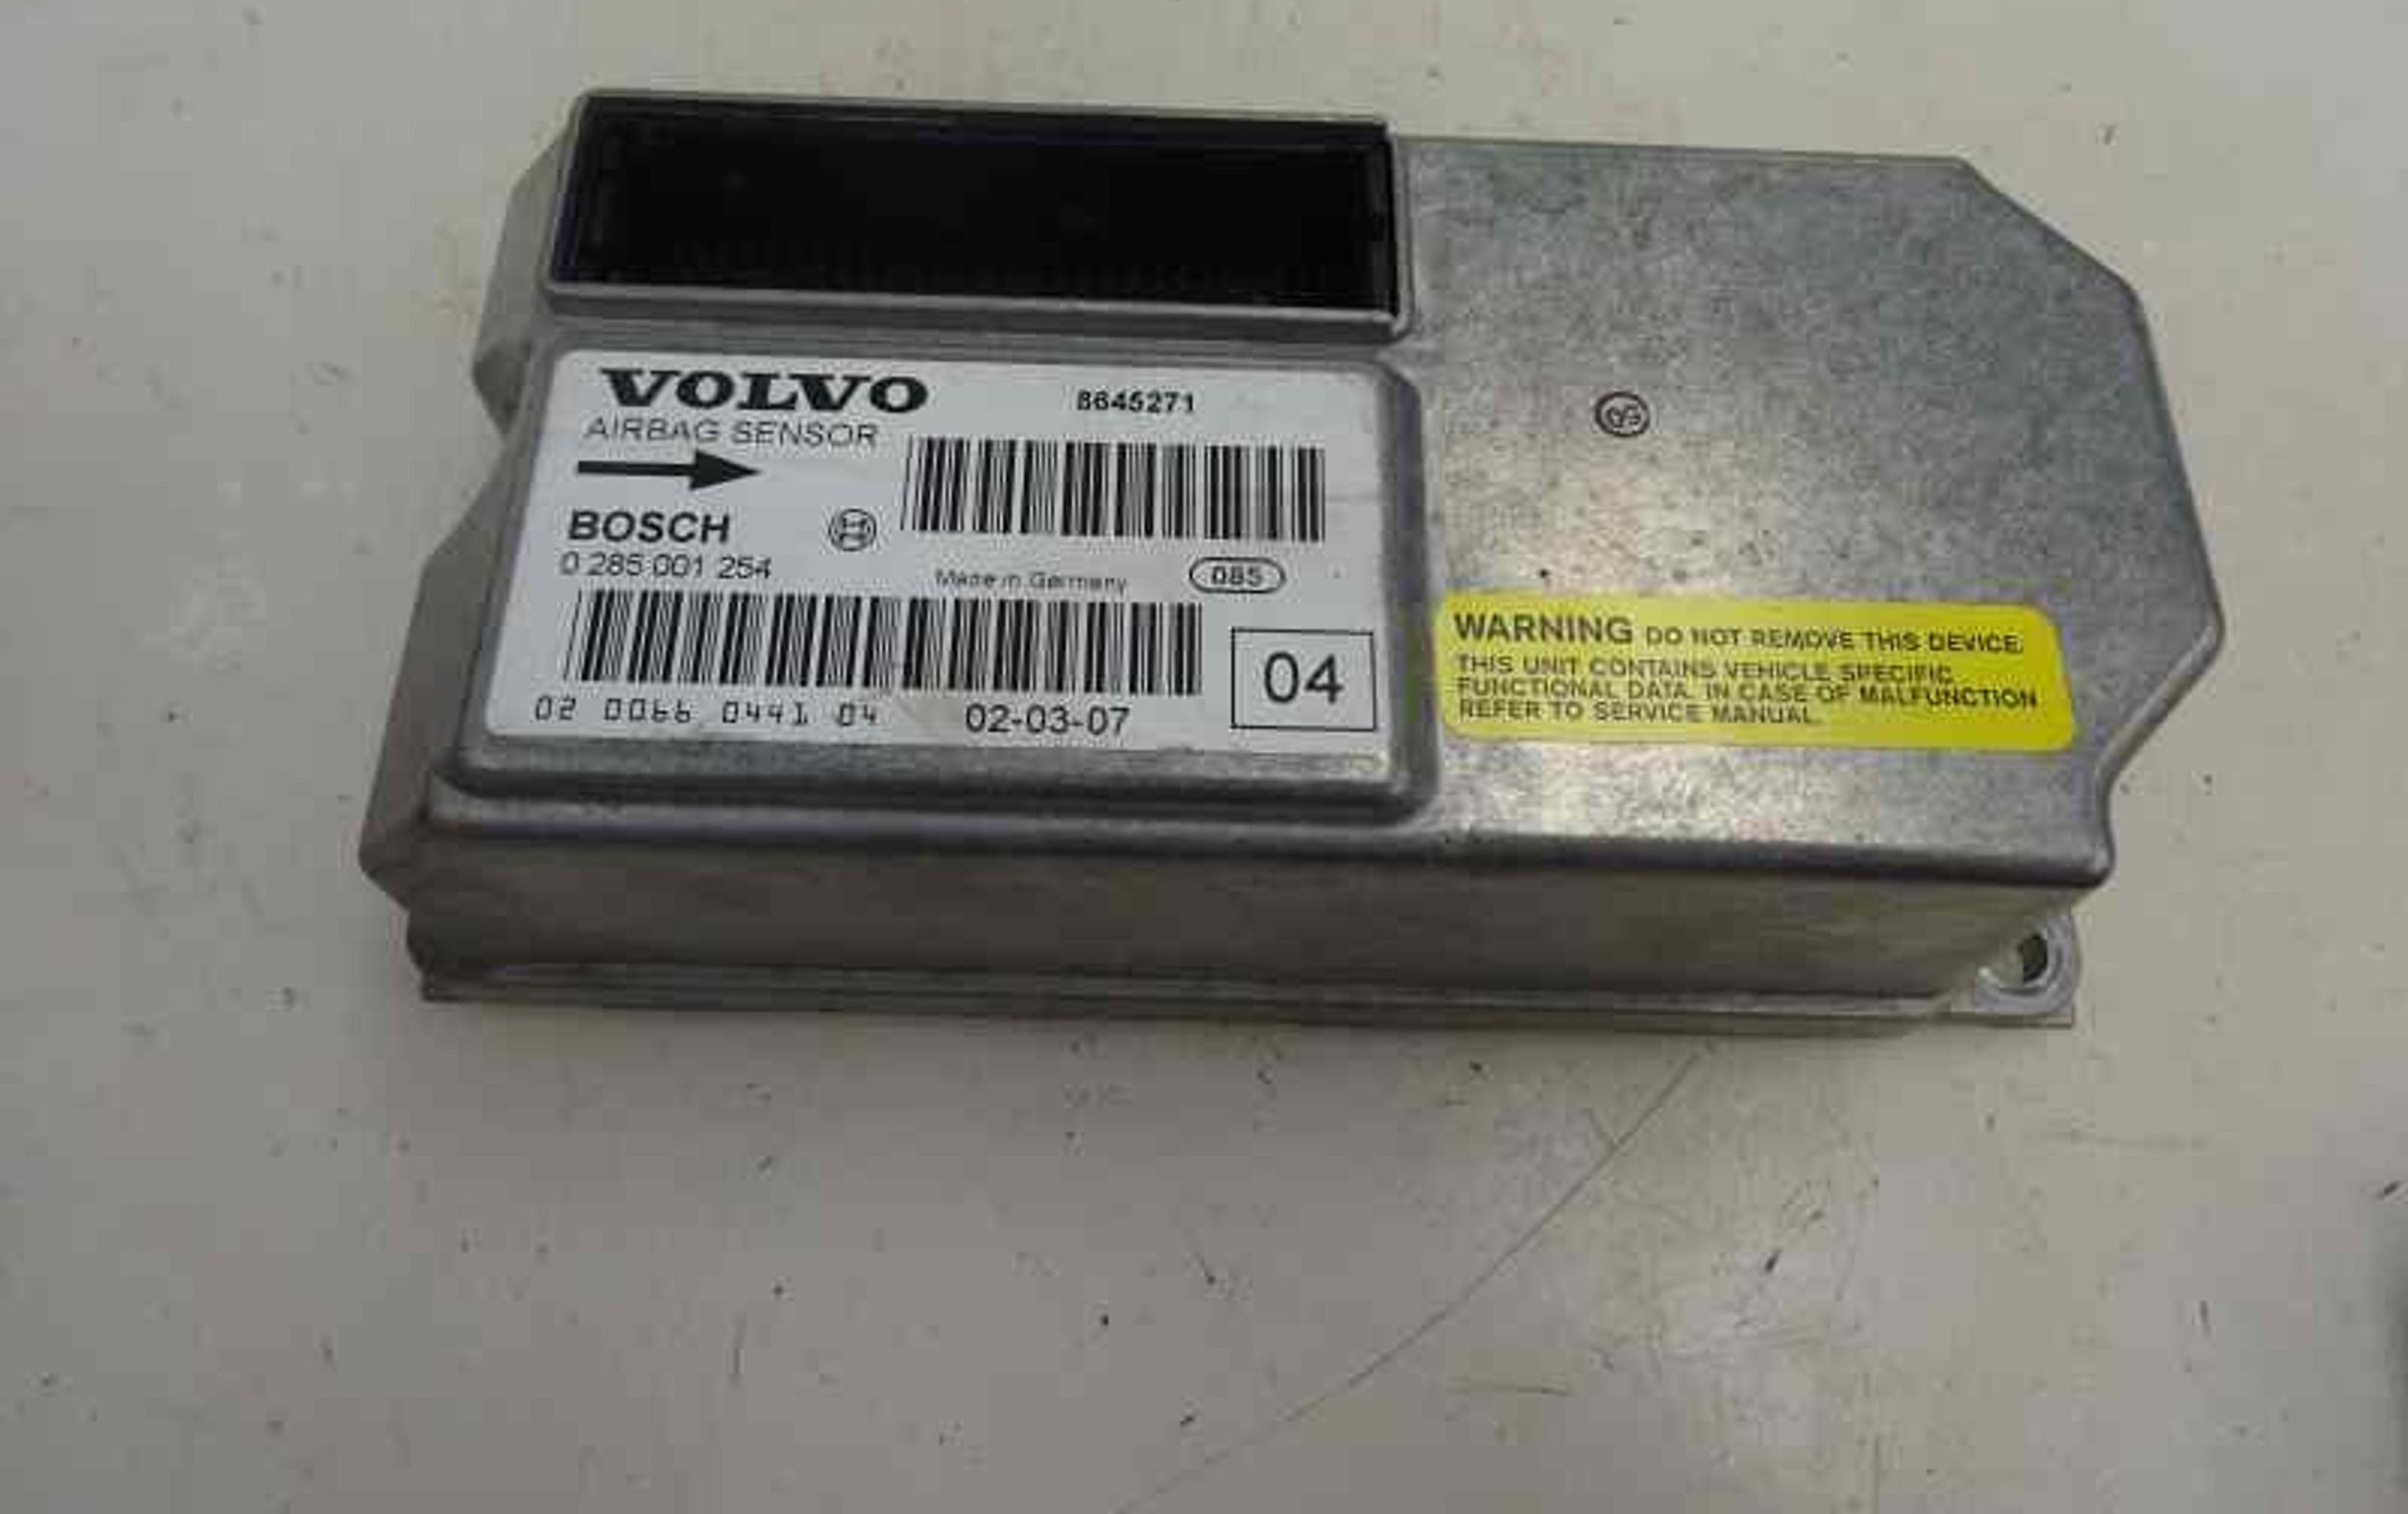 VOLVO
8645271
AIRBAG SENSOR
BOSCH
0 285 001 254
Made in Germany
085
02 0066 0441 04
02-03-07
04
WARNING DO NOT REMOVE THIS DEVICE.
THIS UNIT CONTAINS VEHICLE SPECIFIC
FUNCTIONAL DATA. IN CASE OF MALFUNCTION
REFER TO SERVICE MANUAL.